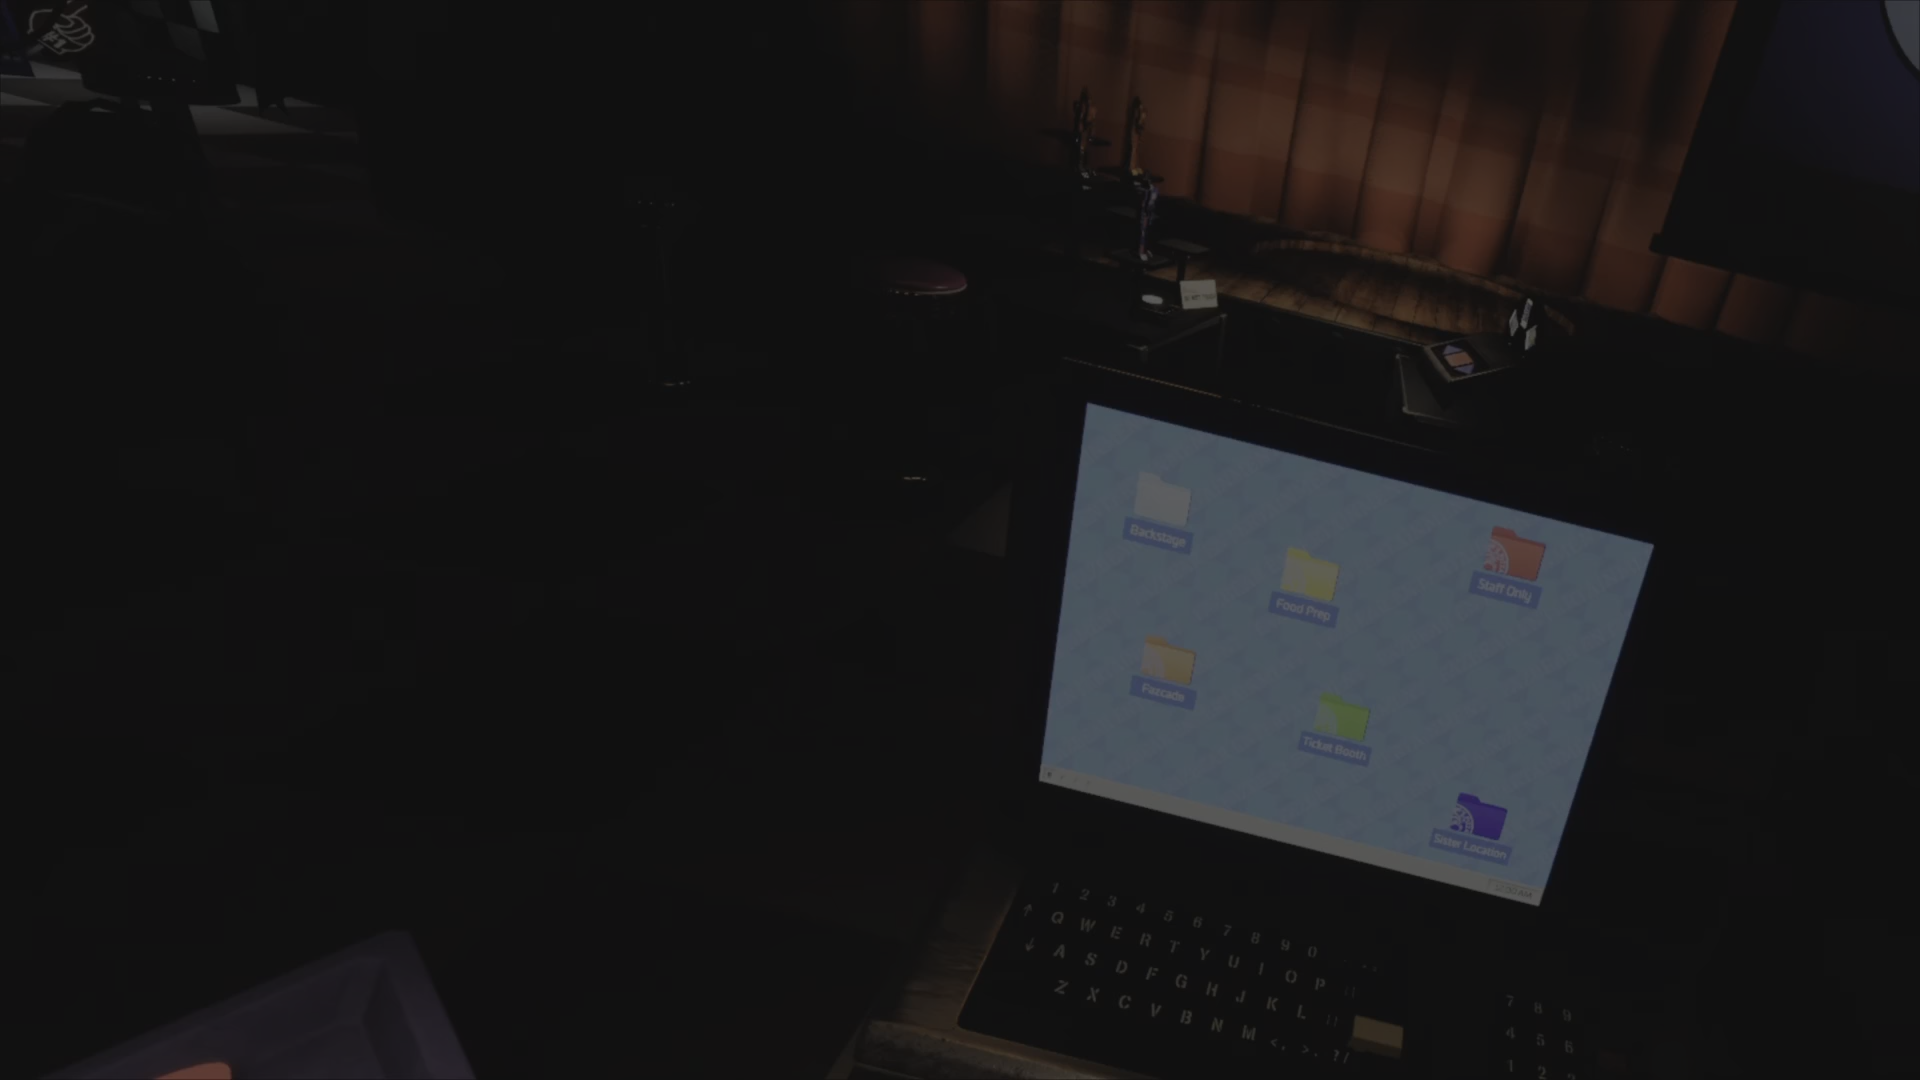 #1
Backstage
Staff Only
Food Prep
Fazcade
Ticket Booth
Sister Location
1 2 3 4 5 6 7 8 9 0
Q W E R T Y U I O P
A S D F G H J K L
Z X C V B N M < , > . ? /
7 8 9
4 5 6
1 2